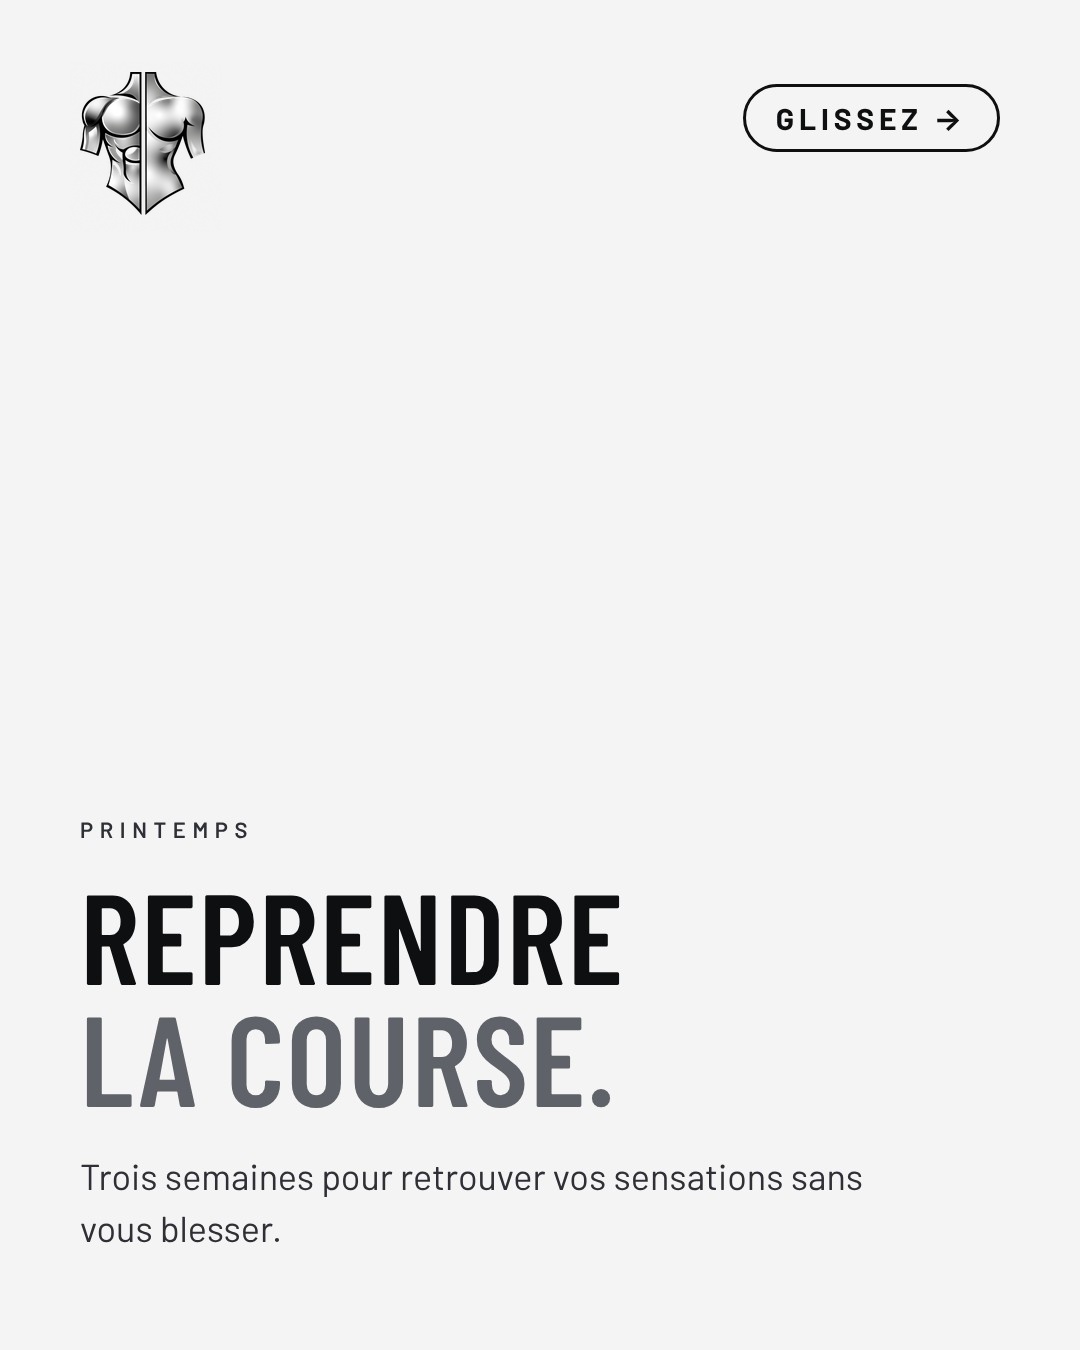 GLISSEZ →
PRINTEMPS
REPRENDRE
LA COURSE.
Trois semaines pour retrouver vos sensations sans
vous blesser.